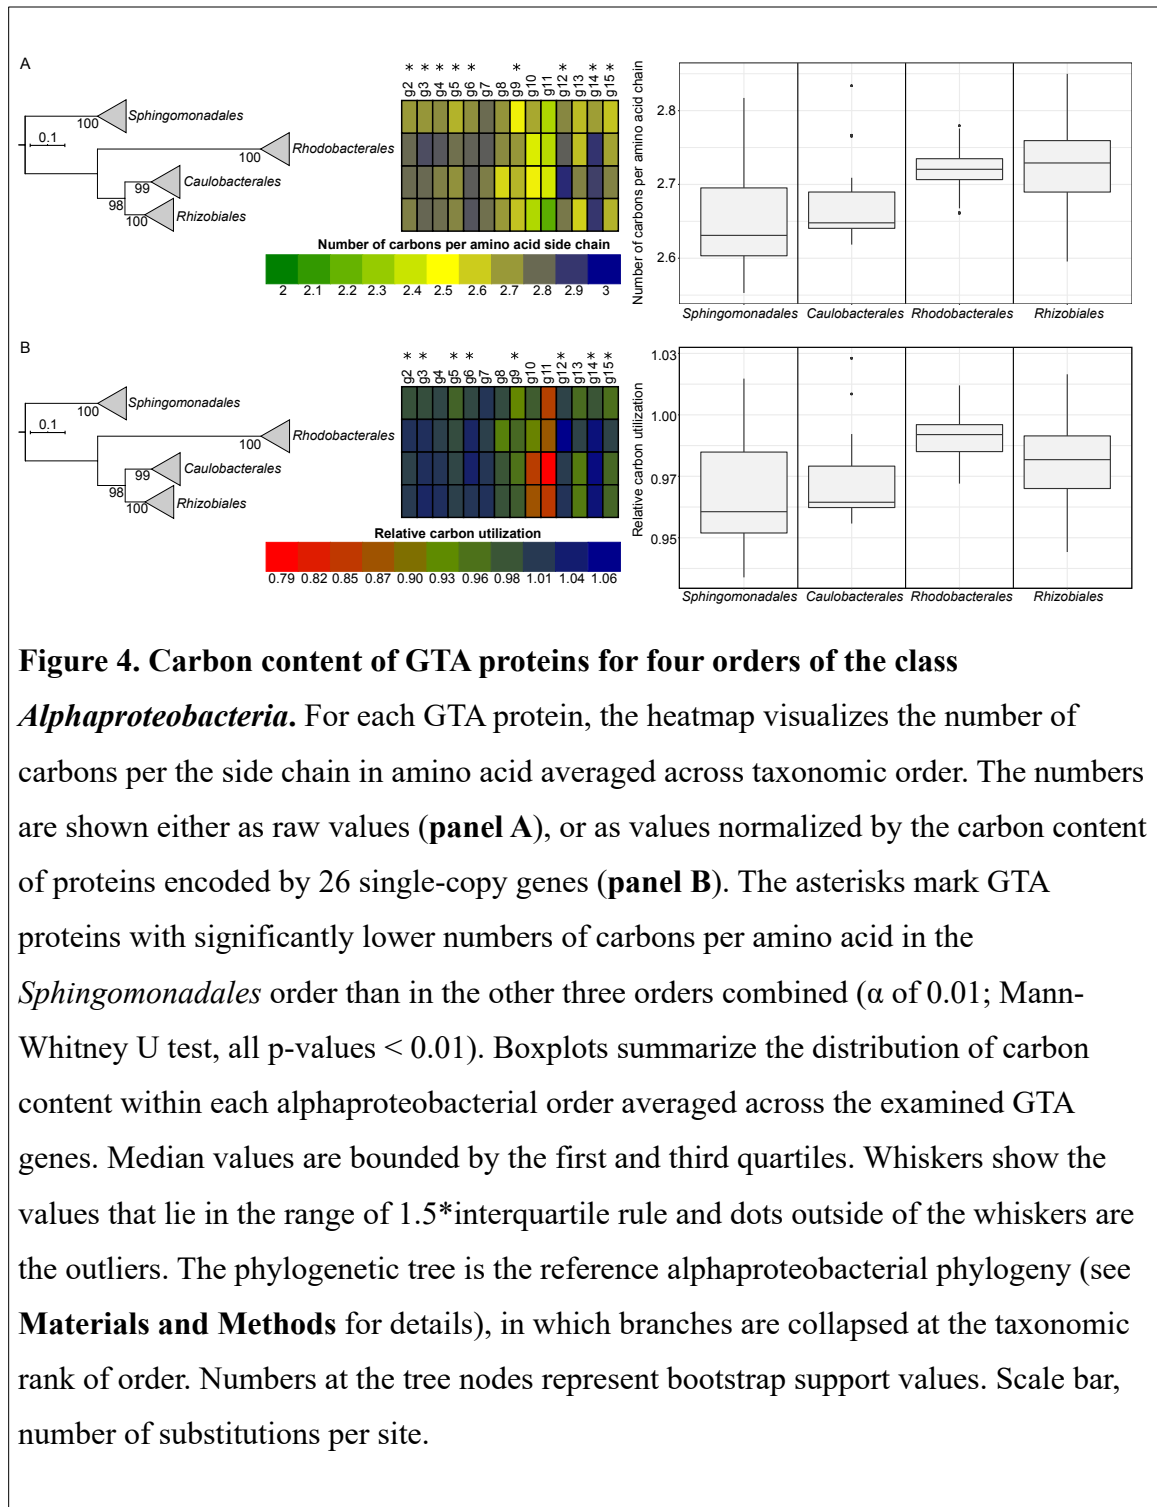 A
* * * * * * * * *
g2 g3 g4 g5 g6 g7 g8 g9 g10 g11 g12 g13 g14 g15
Sphingomonadales
100
0.1
Rhodobacterales
100
99
Caulobacterales
98
Rhizobiales
100
Number of carbons per amino acid side chain
2 2.1 2.2 2.3 2.4 2.5 2.6 2.7 2.8 2.9 3
Number of carbons per amino acid chain
2.8
2.7
2.6
Sphingomonadales Caulobacterales Rhodobacterales Rhizobiales
B
* * * * * * * *
g2 g3 g4 g5 g6 g7 g8 g9 g10 g11 g12 g13 g14 g15
Sphingomonadales
100
0.1
Rhodobacterales
100
99
Caulobacterales
98
Rhizobiales
100
Relative carbon utilization
0.79 0.82 0.85 0.87 0.90 0.93 0.96 0.98 1.01 1.04 1.06
Relative carbon utilization
1.03
1.00
0.97
0.95
Sphingomonadales Caulobacterales Rhodobacterales Rhizobiales
Figure 4. Carbon content of GTA proteins for four orders of the class
Alphaproteobacteria. For each GTA protein, the heatmap visualizes the number of
carbons per the side chain in amino acid averaged across taxonomic order. The numbers
are shown either as raw values (panel A), or as values normalized by the carbon content
of proteins encoded by 26 single-copy genes (panel B). The asterisks mark GTA
proteins with significantly lower numbers of carbons per amino acid in the
Sphingomonadales order than in the other three orders combined (α of 0.01; Mann-
Whitney U test, all p-values < 0.01). Boxplots summarize the distribution of carbon
content within each alphaproteobacterial order averaged across the examined GTA
genes. Median values are bounded by the first and third quartiles. Whiskers show the
values that lie in the range of 1.5*interquartile rule and dots outside of the whiskers are
the outliers. The phylogenetic tree is the reference alphaproteobacterial phylogeny (see
Materials and Methods for details), in which branches are collapsed at the taxonomic
rank of order. Numbers at the tree nodes represent bootstrap support values. Scale bar,
number of substitutions per site.